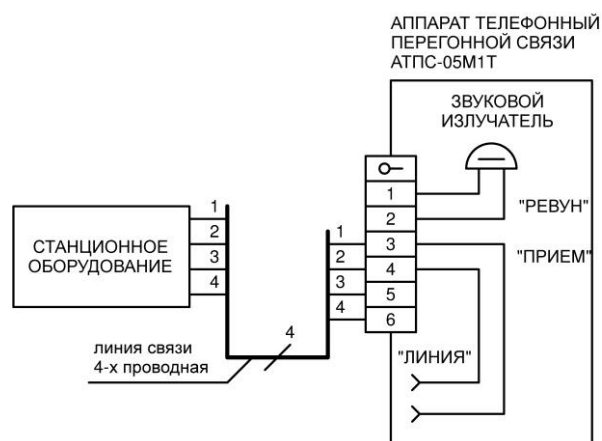 АППАРАТ ТЕЛЕФОННЫЙ
ПЕРЕГОННОЙ СВЯЗИ
АТПС-05М1Т
ЗВУКОВОЙ
ИЗЛУЧАТЕЛЬ
1
2
3
4
5
6
"РЕВУН"
"ПРИЕМ"
"ЛИНИЯ"
СТАНЦИОННОЕ
ОБОРУДОВАНИЕ
1
2
3
4
1
2
3
4
4
линия связи
4-х проводная